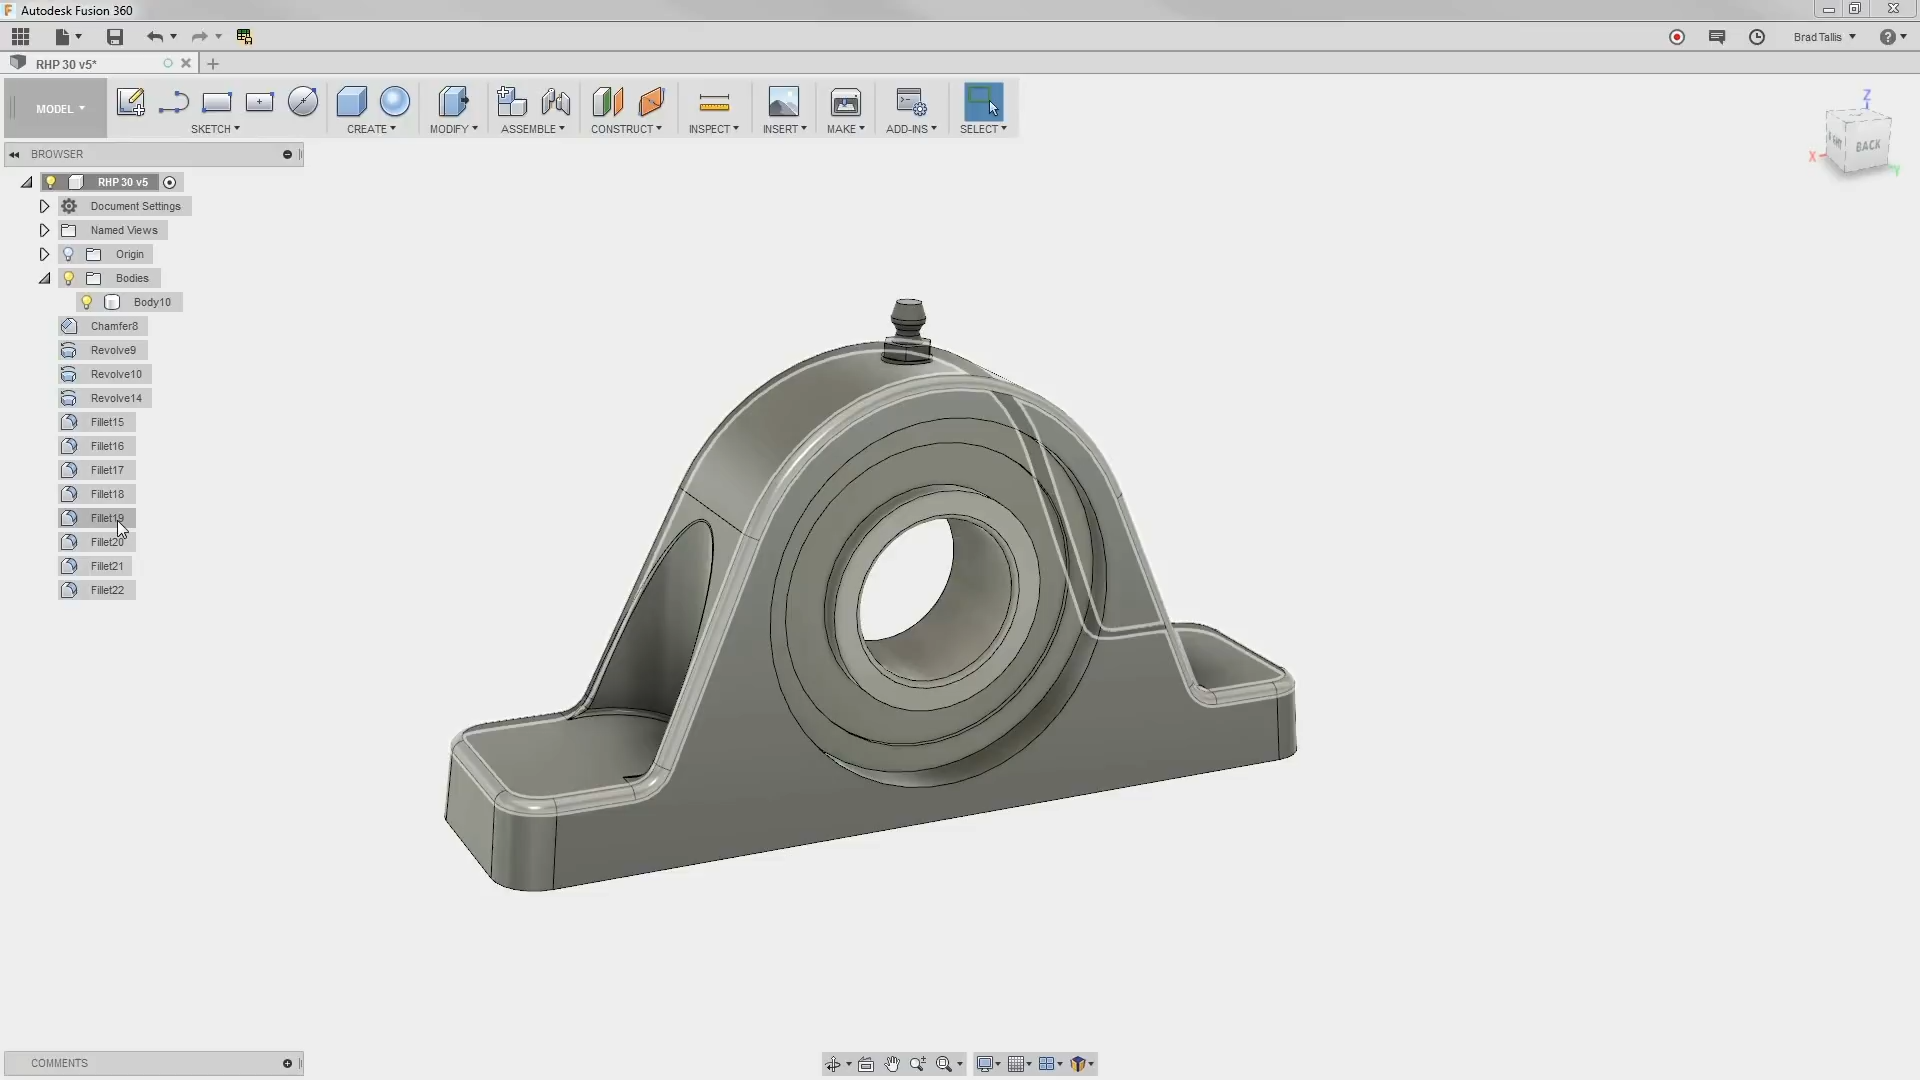 Autodesk Fusion 360
Brad Tallis
RHP 30 v5*
MODEL
SKETCH
CREATE
MODIFY
ASSEMBLE
CONSTRUCT
INSPECT
INSERT
MAKE
ADD-INS
SELECT
Z
X
BACK
Y
BROWSER
RHP 30 v5
Document Settings
Named Views
Origin
Bodies
Body10
Chamfer8
Revolve9
Revolve10
Revolve14
Fillet15
Fillet16
Fillet17
Fillet18
Fillet19
Fillet20
Fillet21
Fillet22
COMMENTS